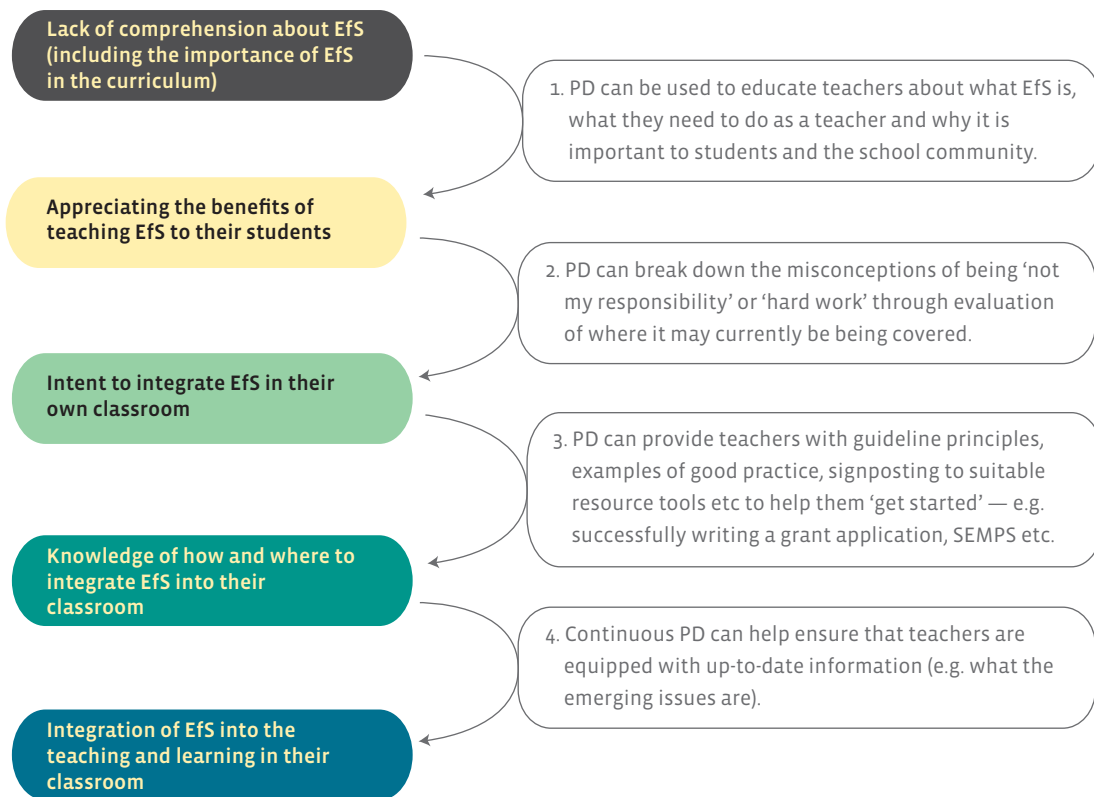 Lack of comprehension about EfS
(including the importance of EfS
in the curriculum)
1. PD can be used to educate teachers about what EfS is,
what they need to do as a teacher and why it is
important to students and the school community.
Appreciating the benefits of
teaching EfS to their students
2. PD can break down the misconceptions of being ‘not
my responsibility’ or ‘hard work’ through evaluation
of where it may currently be being covered.
Intent to integrate EfS in their
own classroom
3. PD can provide teachers with guideline principles,
examples of good practice, signposting to suitable
resource tools etc to help them ‘get started’ — e.g.
successfully writing a grant application, SEMPS etc.
Knowledge of how and where to
integrate EfS into their
classroom
4. Continuous PD can help ensure that teachers are
equipped with up-to-date information (e.g. what the
emerging issues are).
Integration of EfS into the
teaching and learning in their
classroom